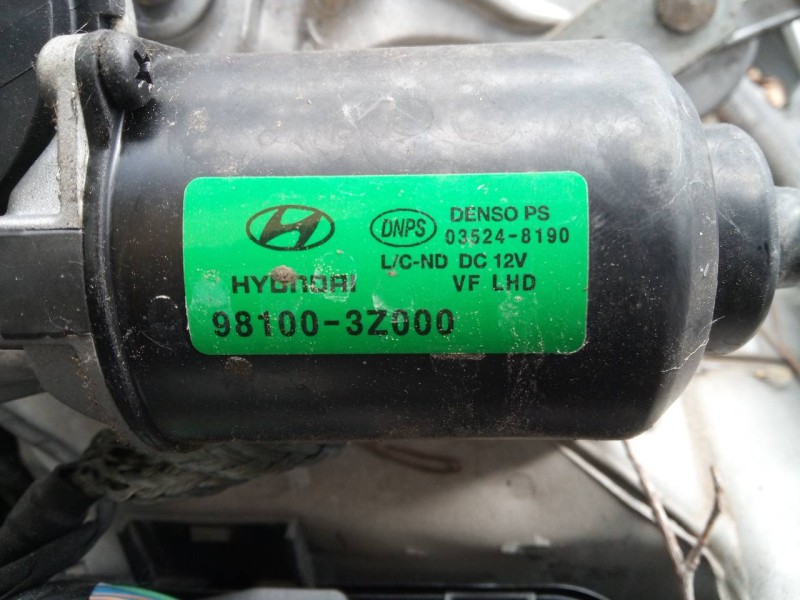 DNPS
DENSO PS
03524-8190
L/C-ND DC 12V
HYUNDAI
VF LHD
98100-3Z000